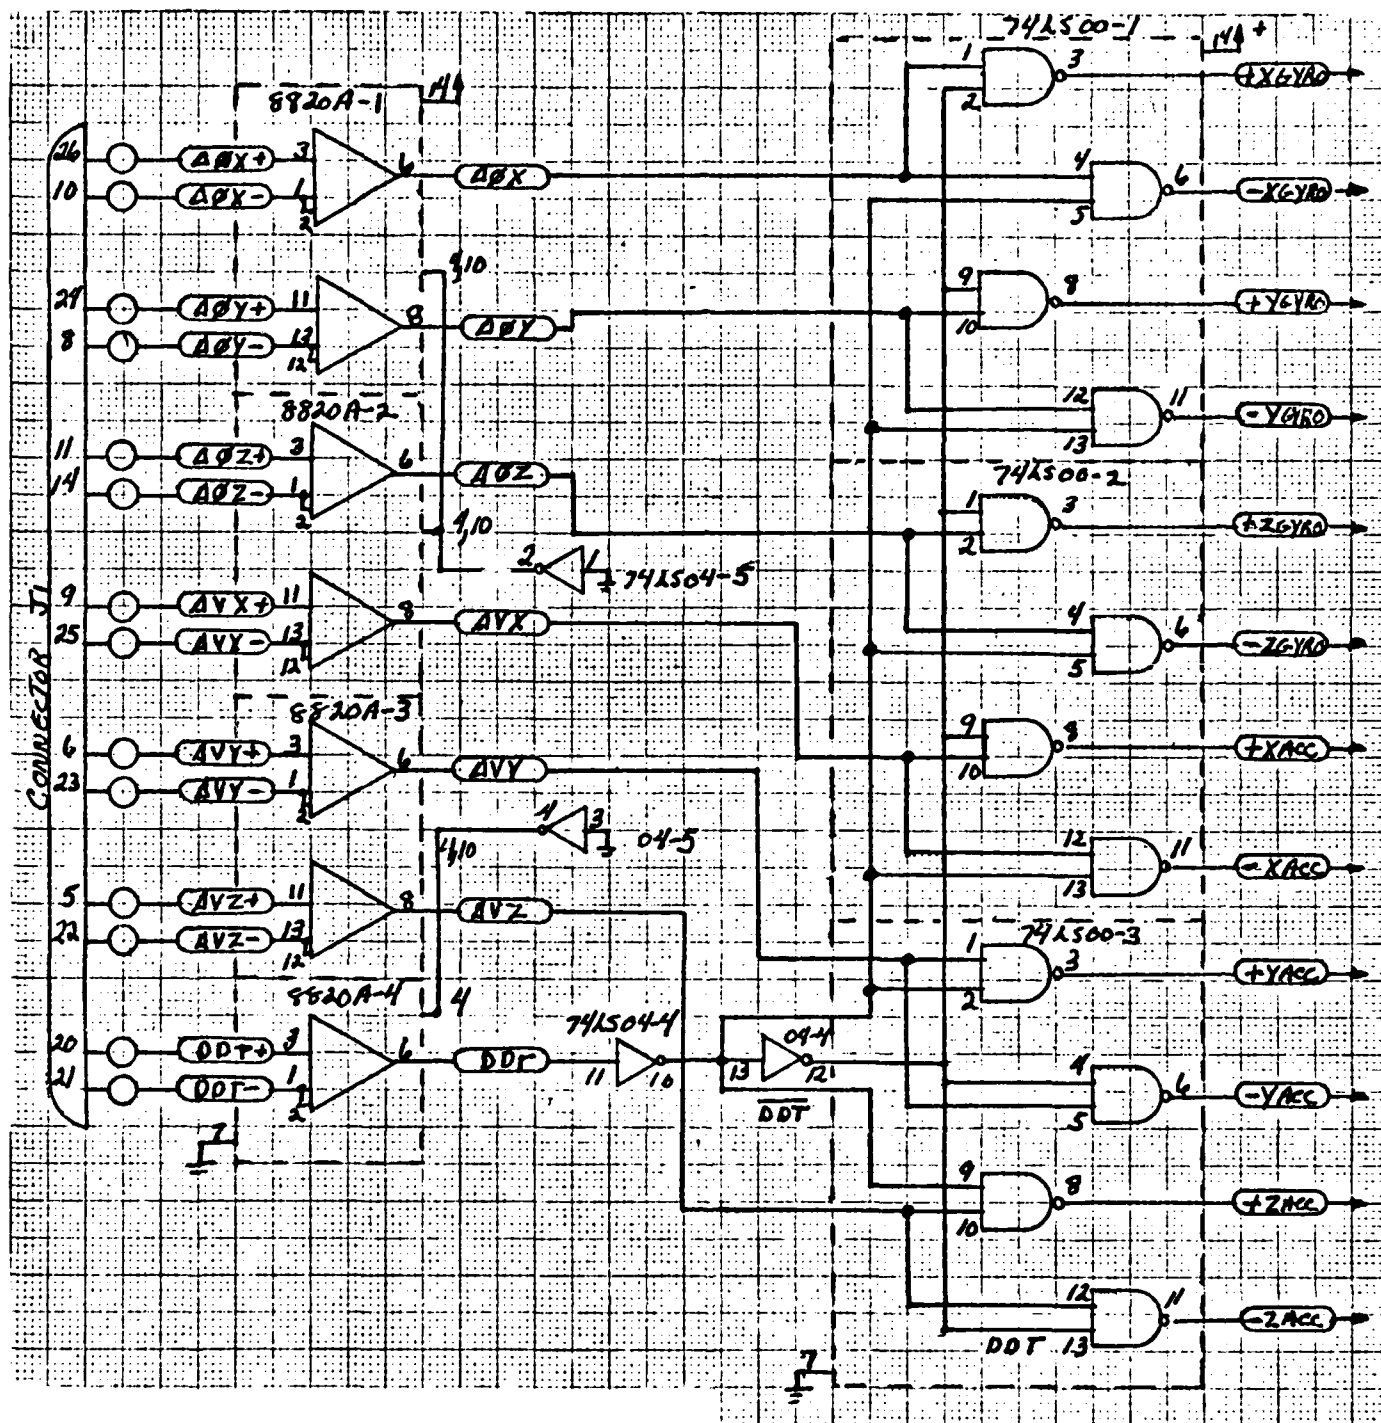 74LS00-1
14 +
1
2
3
+XGYRO
8820A-1
14
26
ΔØX+
3
10
ΔØX-
1
2
6
ΔØX
4
5
6
-XGYRO
4,10
24
ΔØY+
11
8
ΔØY-
13
12
8
ΔØY
9
10
8
+YGYRO
12
13
11
-YGYRO
8820A-2
11
ΔØZ+
3
14
ΔØZ-
1
2
6
ΔØZ
74LS00-2
1
2
3
+ZGYRO
4,10
2
1
74LS04-5
9
ΔVX+
11
25
ΔVX-
13
12
8
ΔVX
4
5
6
-ZGYRO
CONNECTOR J1
8820A-3
6
ΔVY+
3
23
ΔVY-
1
2
6
ΔVY
9
10
8
+XACC
4,10
4
3
04-5
12
13
11
-XACC
5
ΔVZ+
11
22
ΔVZ-
13
12
8
ΔVZ
74LS00-3
1
2
3
+YACC
8820A-4
4
20
DDT+
3
21
DDT-
1
2
6
DDT
74LS04-4
11
10
04-4
13
12
DDT
4
5
6
-YACC
7
9
10
8
+ZACC
12
DDT 13
11
-ZACC
7